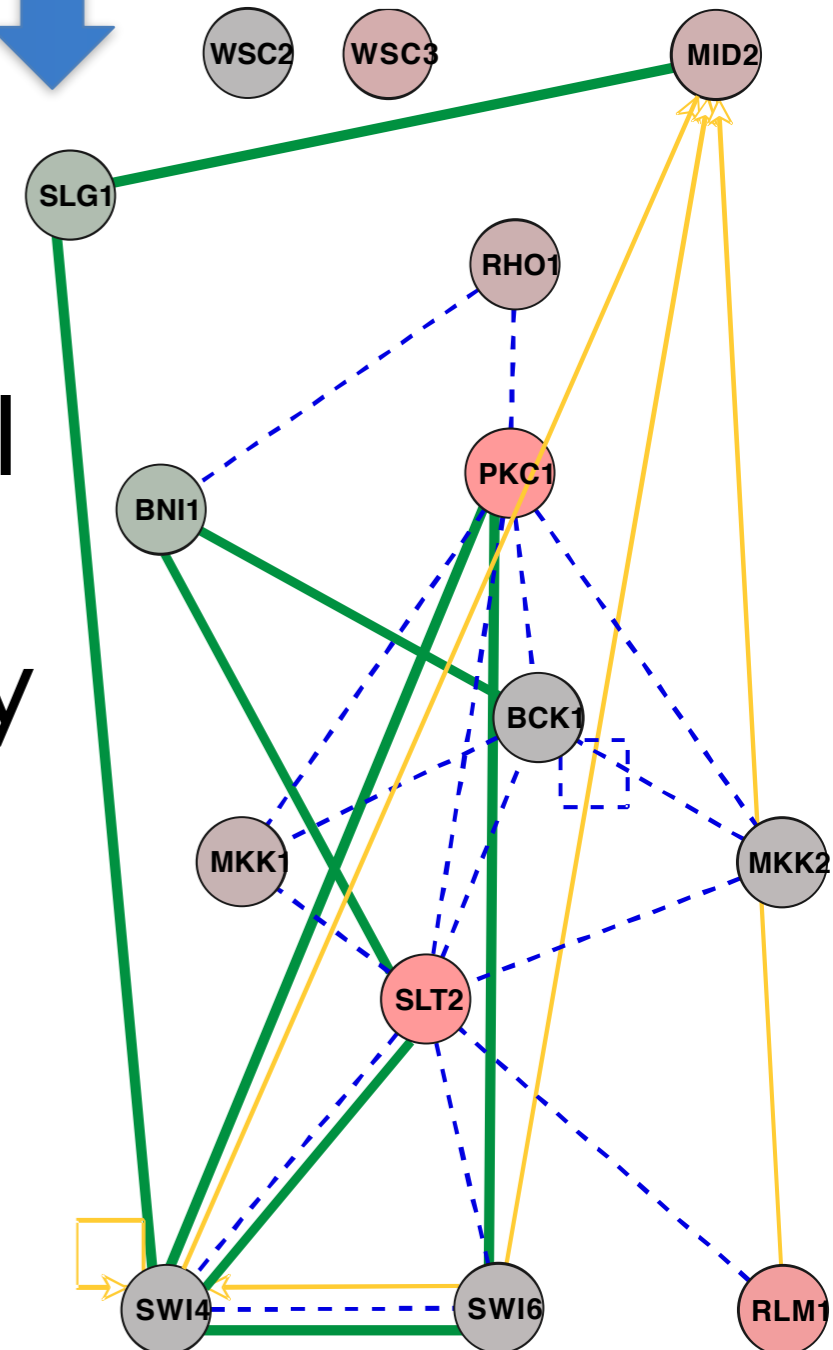 WSC2 WSC3 MID2
SLG1
RHO1
l
PKC1
BNI1
y
BCK1
MKK1 MKK2
SLT2
SWI4 SWI6 RLM1